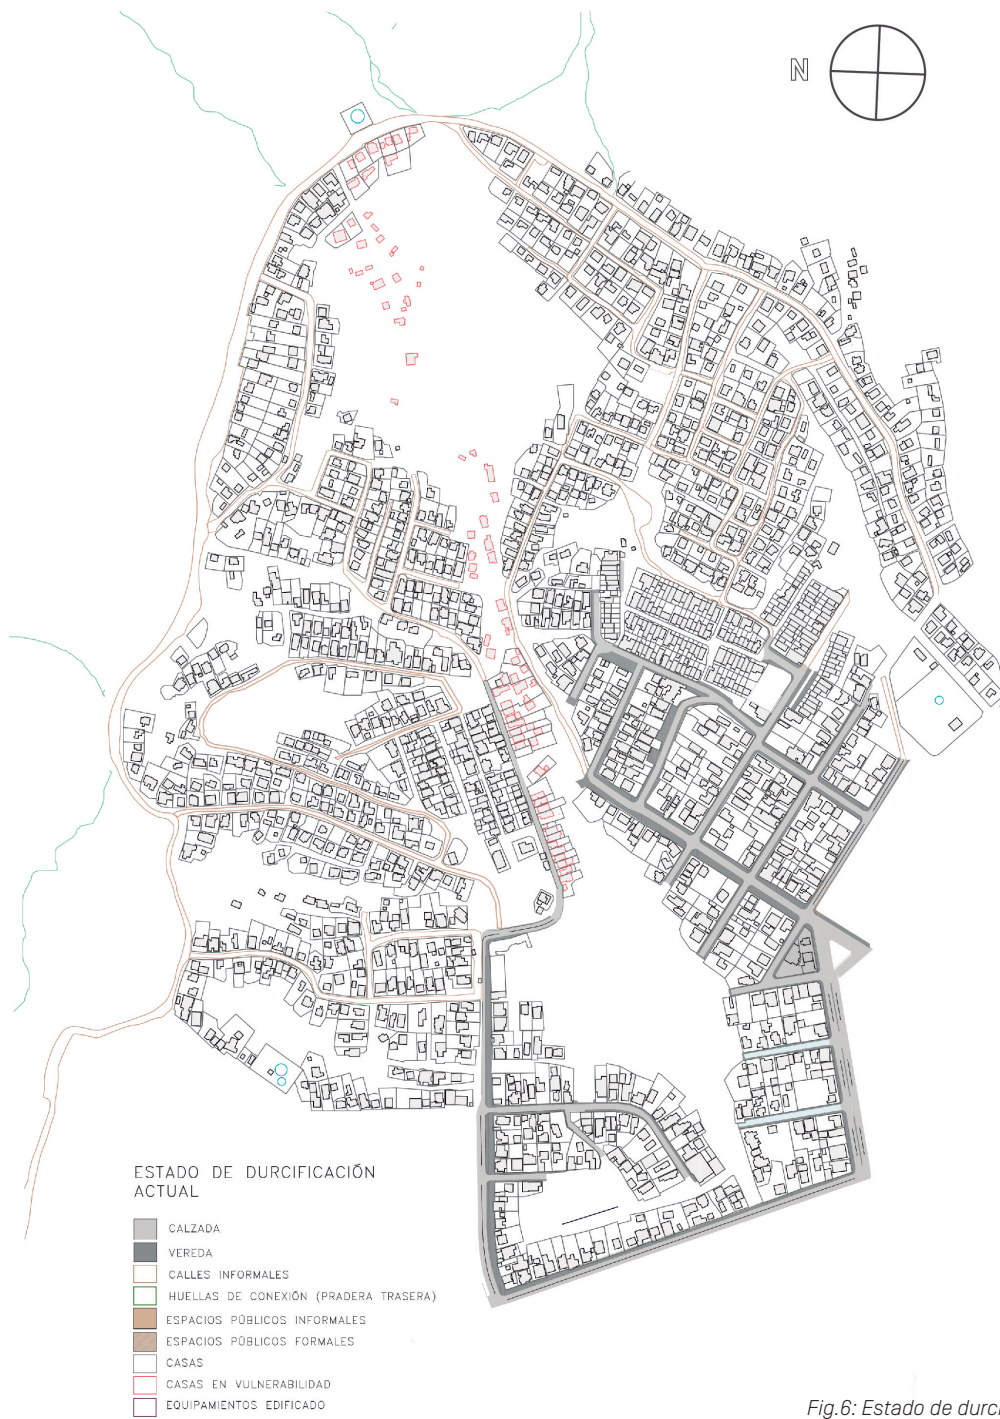 N
ESTADO DE DURCIFICACIÓN
ACTUAL
CALZADA
VEREDA
CALLES INFORMALES
HUELLAS DE CONEXIÓN (PRADERA TRASERA)
ESPACIOS PÚBLICOS INFORMALES
ESPACIOS PÚBLICOS FORMALES
CASAS
CASAS EN VULNERABILIDAD
EQUIPAMIENTOS EDIFICADO
Fig.6: Estado de durci